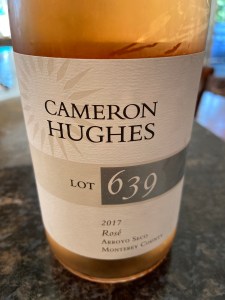 CAMERON
HUGHES
LOT 639
2017
Rosé
ARROYO SECO
MONTEREY COUNTY